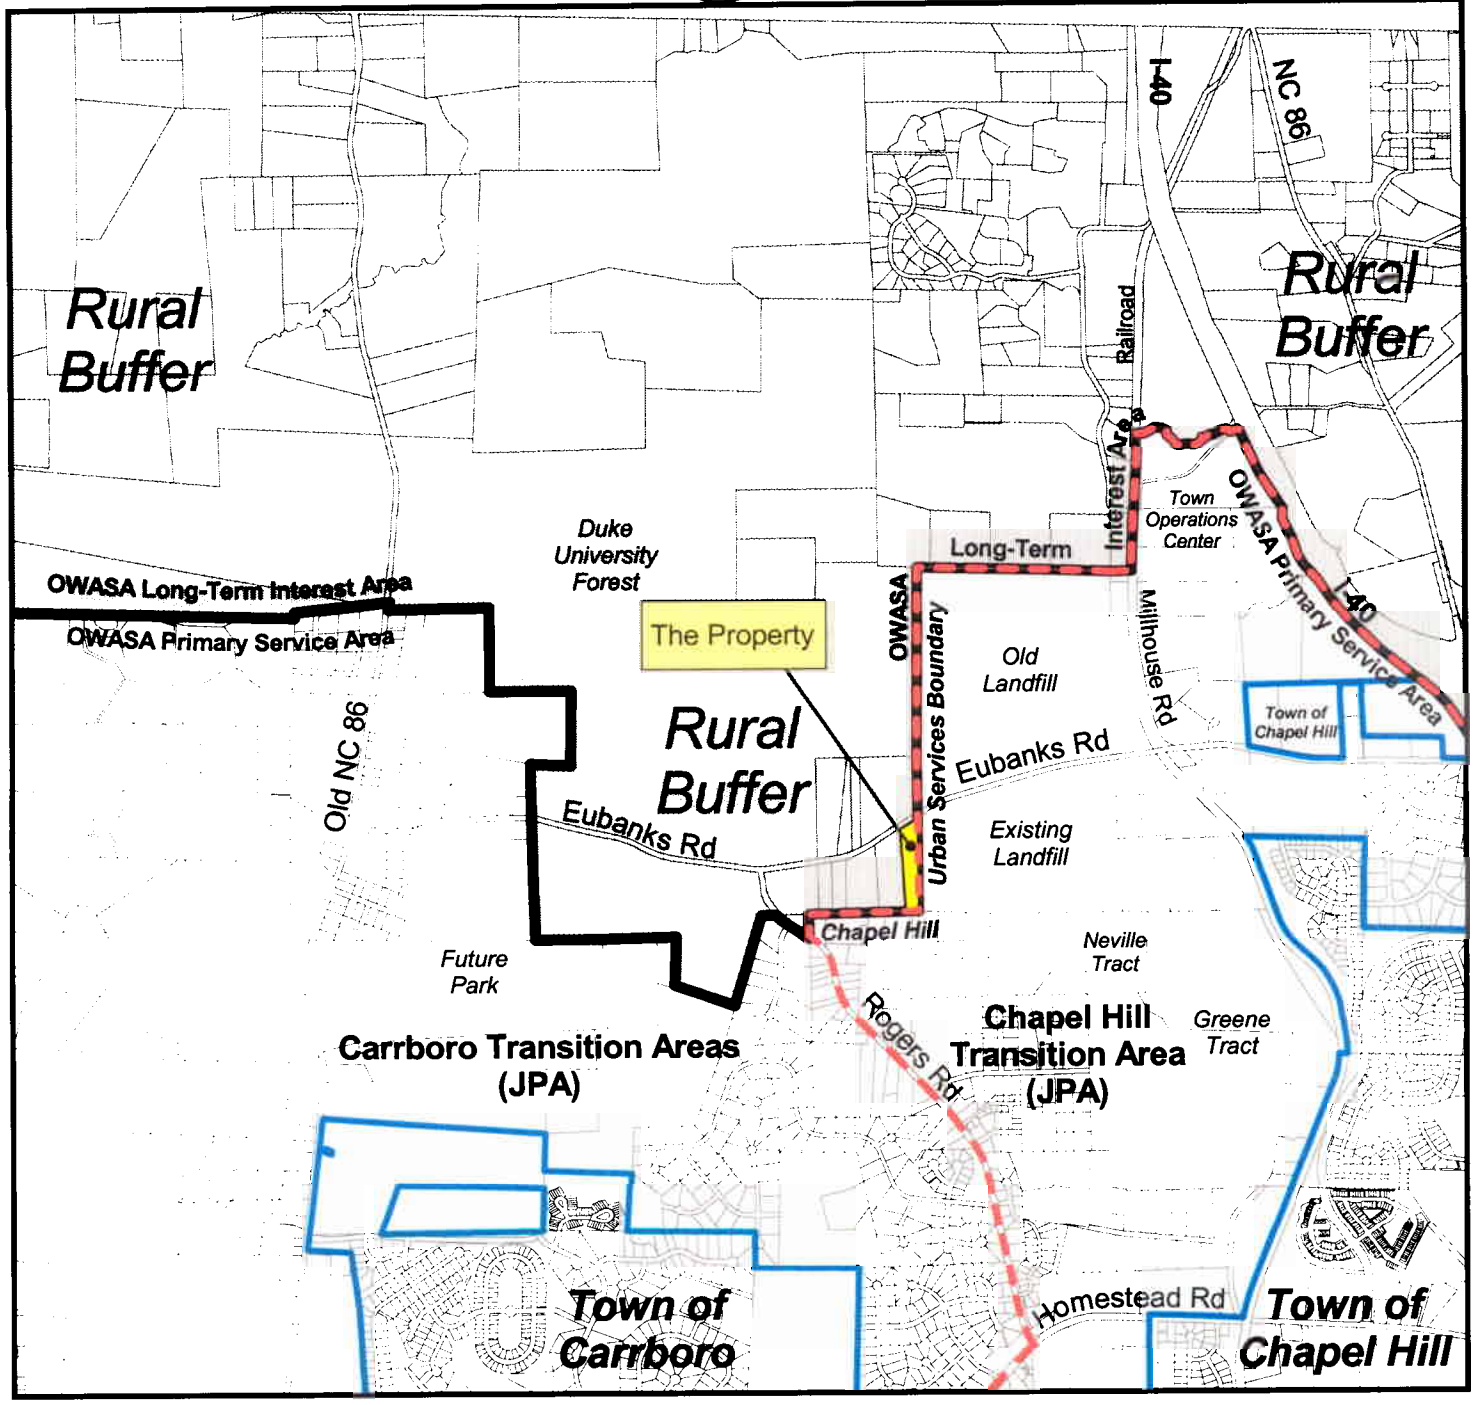 I-40
NC 86
Rural
Buffer
Rural
Buffer
Railroad
Interest Area
Town
Operations
Center
OWASA Primary Service Area
I-40
Duke
University
Forest
Long-Term
OWASA
OWASA Long-Term Interest Area
OWASA Primary Service Area
The Property
Urban Services Boundary
Old
Landfill
Millhouse Rd
Town of
Chapel Hill
Old NC 86
Rural
Buffer
Eubanks Rd
Eubanks Rd
Existing
Landfill
Chapel Hill
Future
Park
Neville
Tract
Rogers Rd
Chapel Hill
Transition Area
(JPA)
Greene
Tract
Carrboro Transition Areas
(JPA)
Town of
Carrboro
Homestead Rd
Town of
Chapel Hill